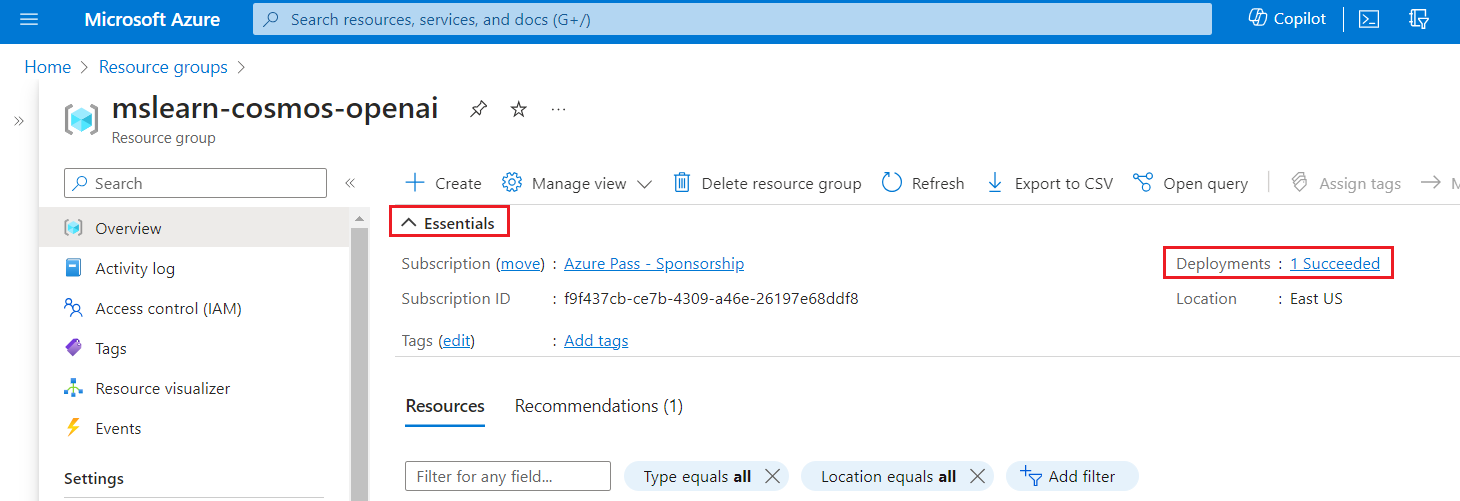 Microsoft Azure
Search resources, services, and docs (G+/)
Copilot
Home > Resource groups >
mslearn-cosmos-openai
Resource group
Search
Create
Manage view
Delete resource group
Refresh
Export to CSV
Open query
Assign tags
Overview
Activity log
Access control (IAM)
Tags
Resource visualizer
Events
Settings
Essentials
Subscription (move) : Azure Pass - Sponsorship
Deployments : 1 Succeeded
Subscription ID : f9f437cb-ce7b-4309-a46e-26197e68ddf8
Location : East US
Tags (edit) : Add tags
Resources
Recommendations (1)
Filter for any field...
Type equals all
Location equals all
Add filter